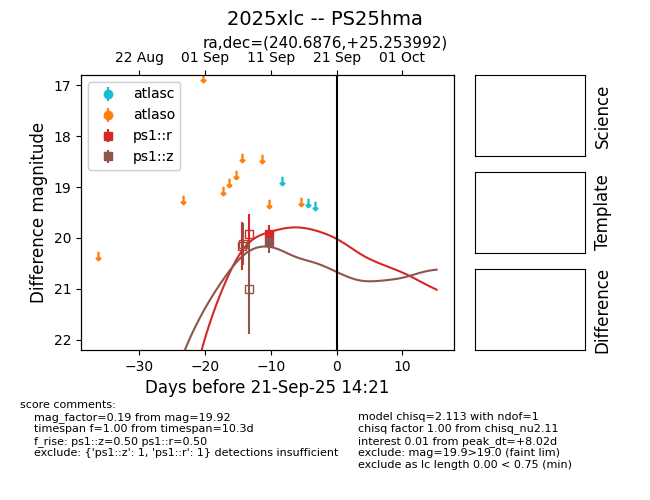 2025xlc -- PS25hma
ra,dec=(240.6876,+25.253992)
22 Aug 01 Sep 11 Sep 21 Sep 01 Oct
atlasc
atlaso
ps1::r
ps1::z
17
18
19
20
21
22
Difference magnitude
−30 −20 −10 0 10
Days before 21-Sep-25 14:21
Science
Template
Difference
score comments:
mag_factor=0.19 from mag=19.92
timespan f=1.00 from timespan=10.3d
f_rise: ps1::z=0.50 ps1::r=0.50
exclude: {'ps1::z': 1, 'ps1::r': 1} detections insufficient
model chisq=2.113 with ndof=1
chisq factor 1.00 from chisq_nu2.11
interest 0.01 from peak_dt=+8.02d
exclude: mag=19.9>19.0 (faint lim)
exclude as lc length 0.00 < 0.75 (min)